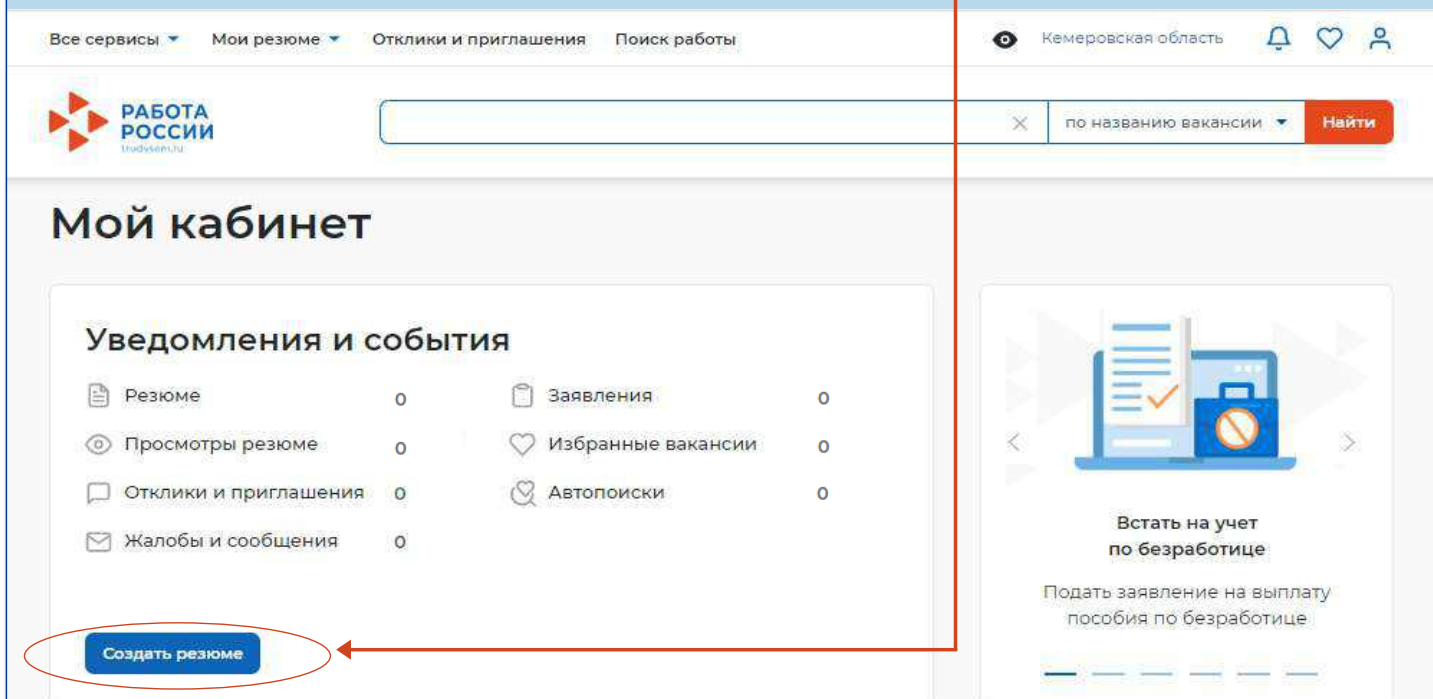 Все сервисы Мои резюме Отклики и приглашения Поиск работы Кемеровская область
РАБОТА
РОССИИ
trudvsem.ru
по названию вакансии Найти
Мой кабинет
Уведомления и события
Резюме 0 Заявления 0
Просмотры резюме 0 Избранные вакансии 0
Отклики и приглашения 0 Автопоиски 0
Жалобы и сообщения 0
Создать резюме
Встать на учет
по безработице
Подать заявление на выплату
пособия по безработице